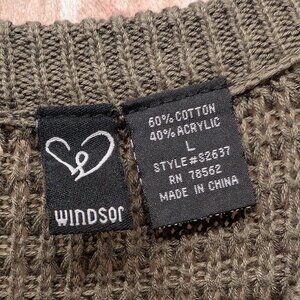 WINDSOR
60% COTTON
40% ACRYLIC
L
STYLE#S2637
RN 78562
MADE IN CHINA